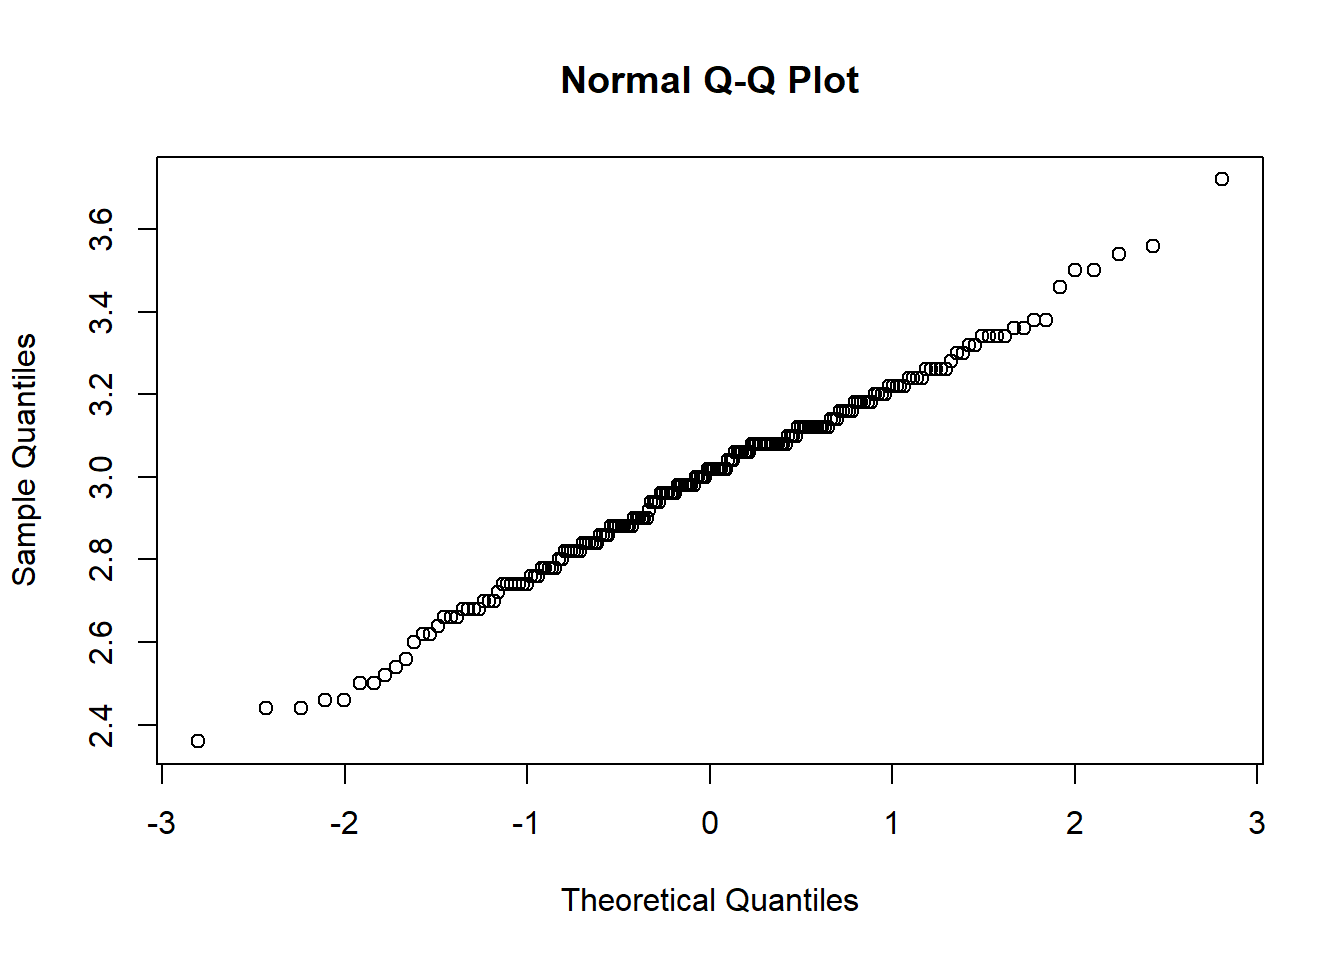 Normal Q-Q Plot
Sample Quantiles
3.6
3.4
3.2
3.0
2.8
2.6
2.4
-3 -2 -1 0 1 2 3
Theoretical Quantiles